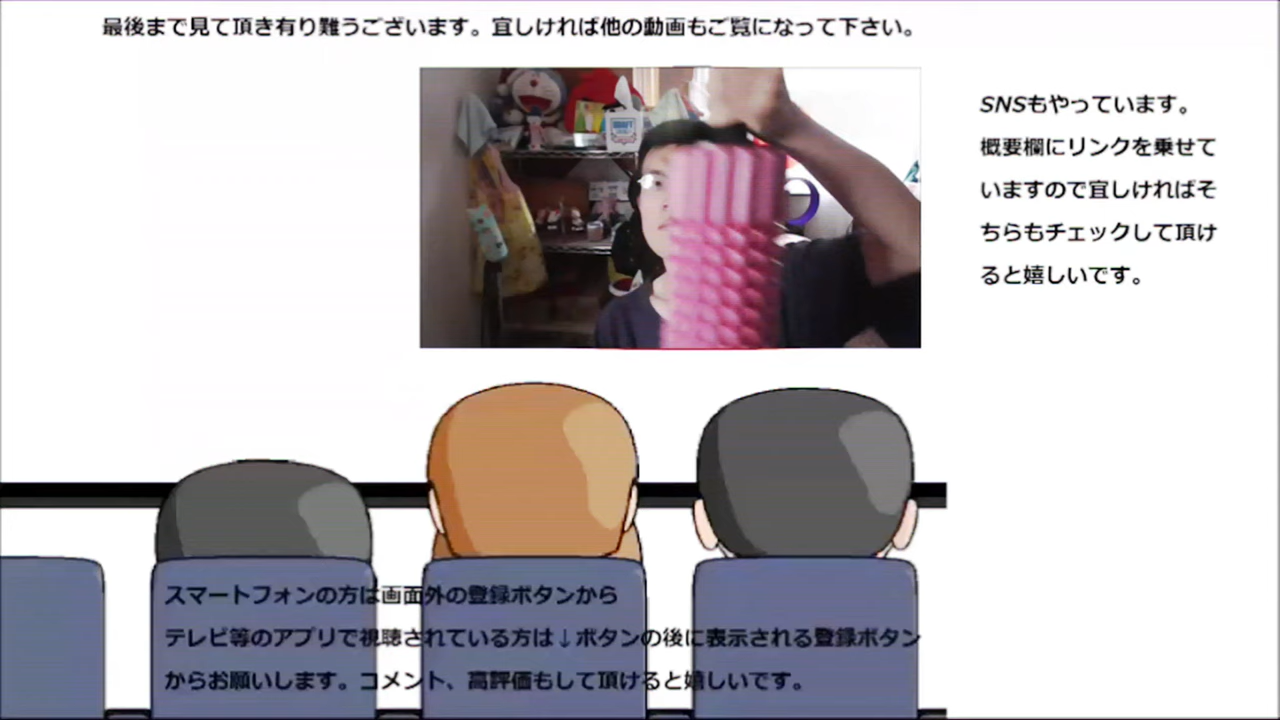 最後まで見て頂き有り難うございます。宜しければ他の動画もご覧になって下さい。
SNSもやっています。
概要欄にリンクを乗せて
いますので宜しければそ
ちらもチェックして頂け
ると嬉しいです。
スマートフォンの方は画面外の登録ボタンから
テレビ等のアプリで視聴されている方は↓ボタンの後に表示される登録ボタン
からお願いします。コメント、高評価もして頂けると嬉しいです。